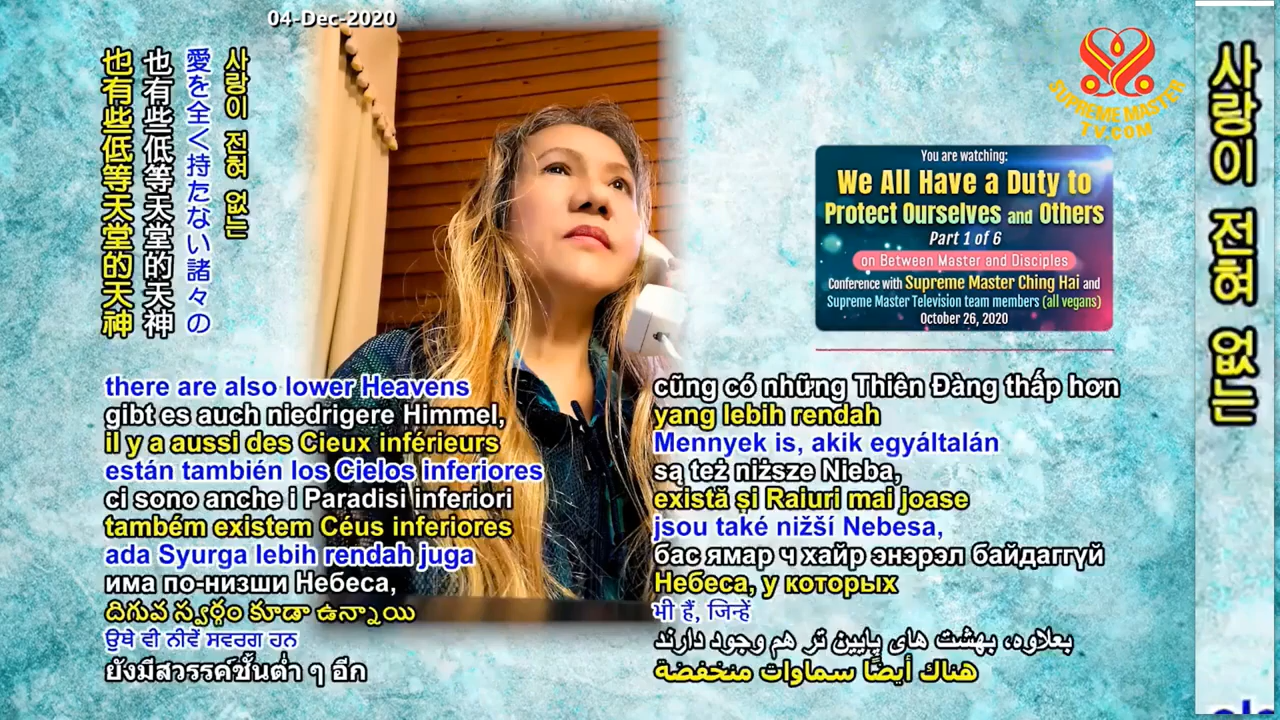 04-Dec-2020
사랑이 전혀 없는
愛を全く持たない諸々の
也有些低等天堂的天神
也有些低等天堂的天神
SUPREME MASTER
TV.COM
You are watching:
We All Have a Duty to
Protect Ourselves and Others
Part 1 of 6
on Between Master and Disciples
Conference with Supreme Master Ching Hai and
Supreme Master Television team members (all vegans)
October 26, 2020
there are also lower Heavens
gibt es auch niedrigere Himmel,
il y a aussi des Cieux inférieurs
están también los Cielos inferiores
ci sono anche i Paradisi inferiori
também existem Céus inferiores
ada Syurga lebih rendah juga
има по-низши Небеса,
దిగువ స్వర్గం కూడా ఉన్నాయి
ਉਥੇ ਵੀ ਨੀਵੇਂ ਸਵਰਗ ਹਨ
ยังมีสวรรค์ชั้นต่ำ ๆ อีก
cũng có những Thiên Đàng thấp hơn
yang lebih rendah
Mennyek is, akik egyáltalán
są też niższe Nieba,
există și Raiuri mai joase
jsou také nižší Nebesa,
бас ямар ч хайр энэрэл байдаггүй
Небеса, у которых
भी हैं, जिन्हें
بعلاوه، بهشت های پایین تر هم وجود دارند
هناك أيضًا سماوات منخفضة
사랑이 전혀 없는